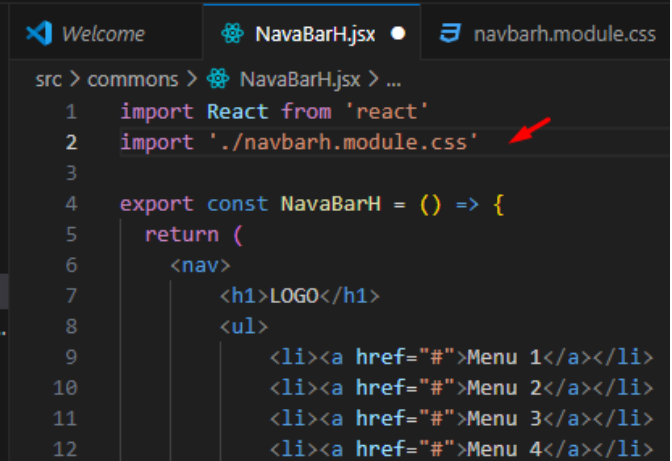 Welcome NavaBarH.jsx navbarh.module.css
src > commons > NavaBarH.jsx > ...
1 import React from 'react'
2 import './navbarh.module.css'
3
4 export const NavaBarH = () => {
5 return (
6 <nav>
7 <h1>LOGO</h1>
8 <ul>
9 <li><a href="#">Menu 1</a></li>
10 <li><a href="#">Menu 2</a></li>
11 <li><a href="#">Menu 3</a></li>
12 <li><a href="#">Menu 4</a></li>